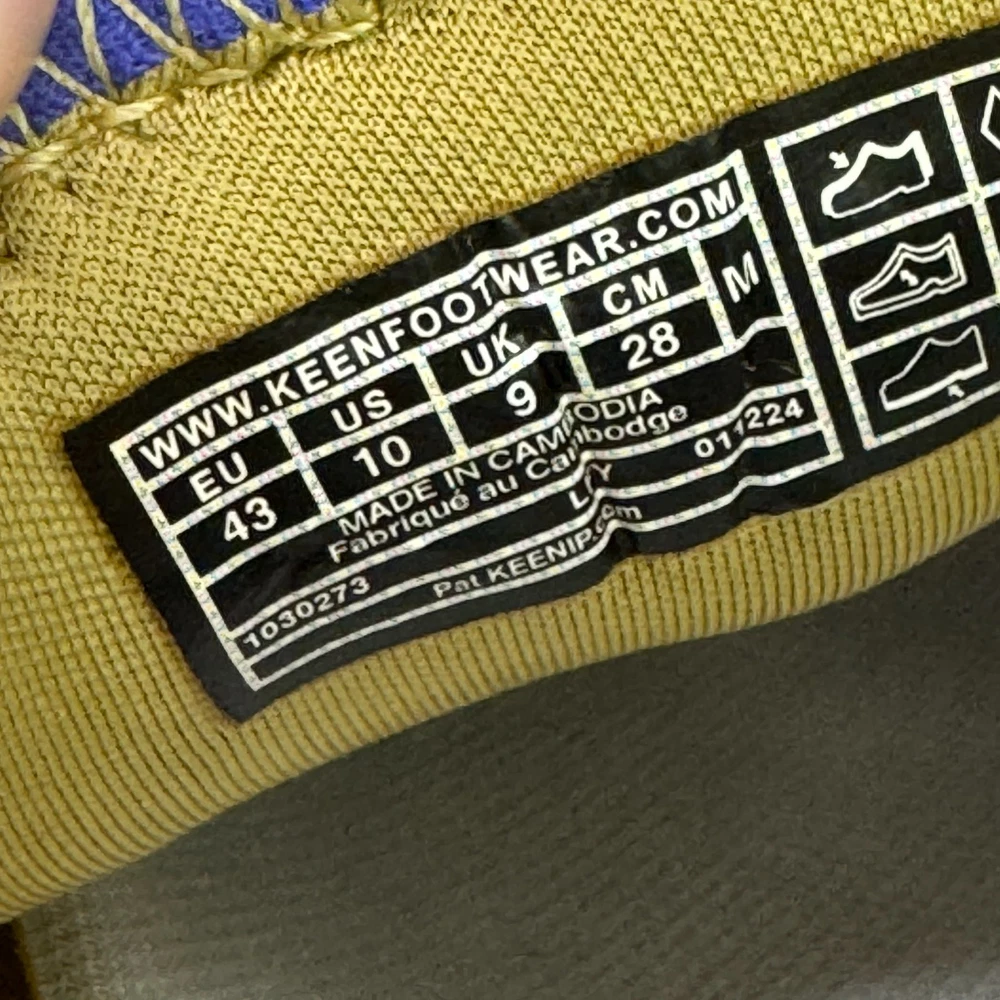 WWW.KEENFOOTWEAR.COM
EU US UK CM M
43 10 9 28
MADE IN CAMBODIA
Fabriqué au Cambodge
1030273 011224
Pat KEENIP.com